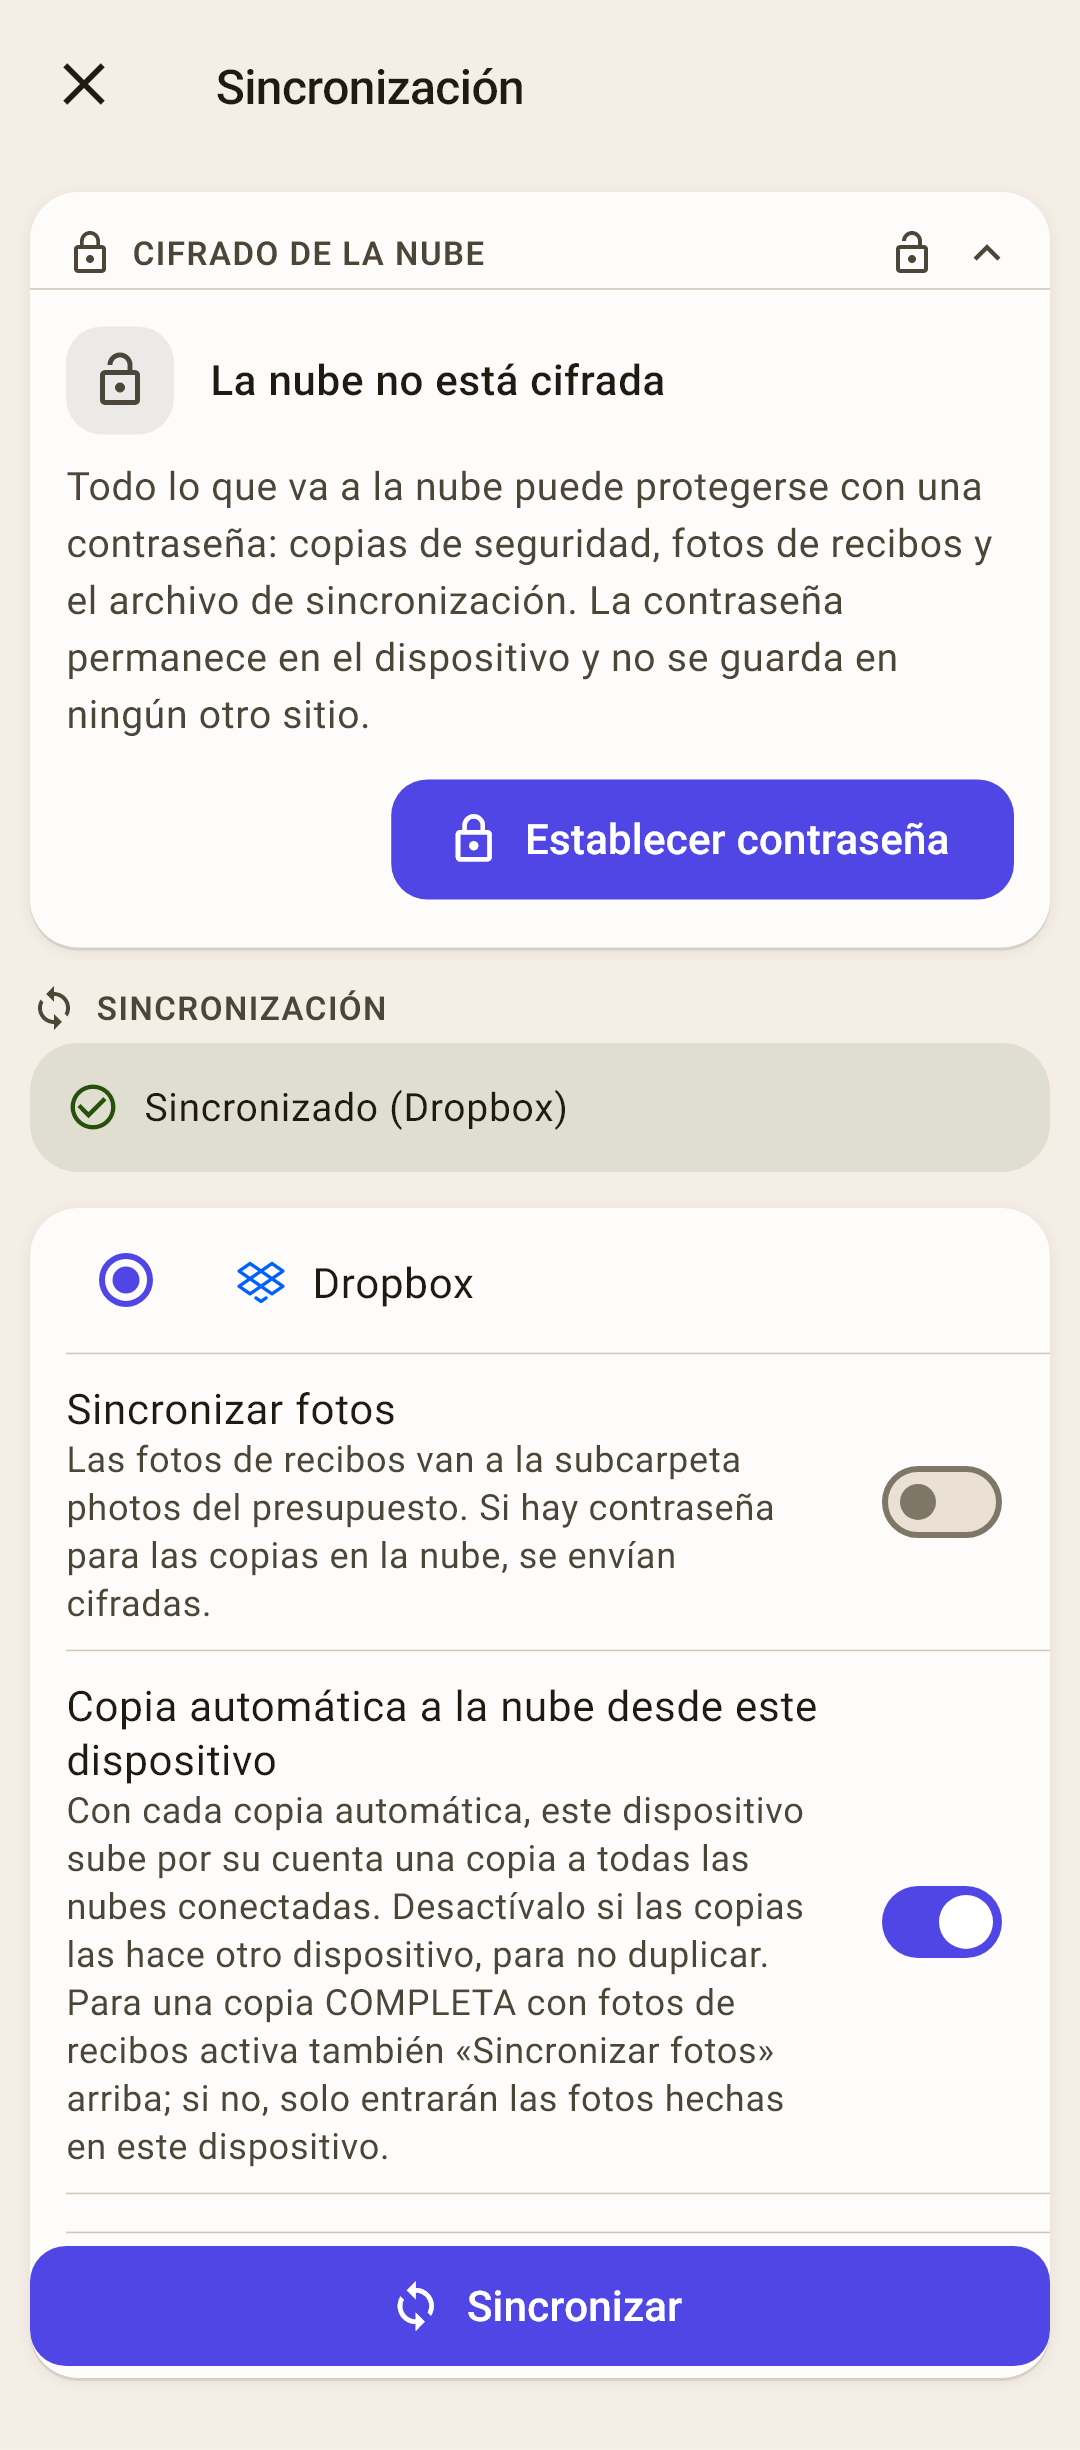 Sincronización
CIFRADO DE LA NUBE
La nube no está cifrada
Todo lo que va a la nube puede protegerse con una
contraseña: copias de seguridad, fotos de recibos y
el archivo de sincronización. La contraseña
permanece en el dispositivo y no se guarda en
ningún otro sitio.
Establecer contraseña
SINCRONIZACIÓN
Sincronizado (Dropbox)
Dropbox
Sincronizar fotos
Las fotos de recibos van a la subcarpeta
photos del presupuesto. Si hay contraseña
para las copias en la nube, se envían
cifradas.
Copia automática a la nube desde este
dispositivo
Con cada copia automática, este dispositivo
sube por su cuenta una copia a todas las
nubes conectadas. Desactívalo si las copias
las hace otro dispositivo, para no duplicar.
Para una copia COMPLETA con fotos de
recibos activa también «Sincronizar fotos»
arriba; si no, solo entrarán las fotos hechas
en este dispositivo.
Sincronizar